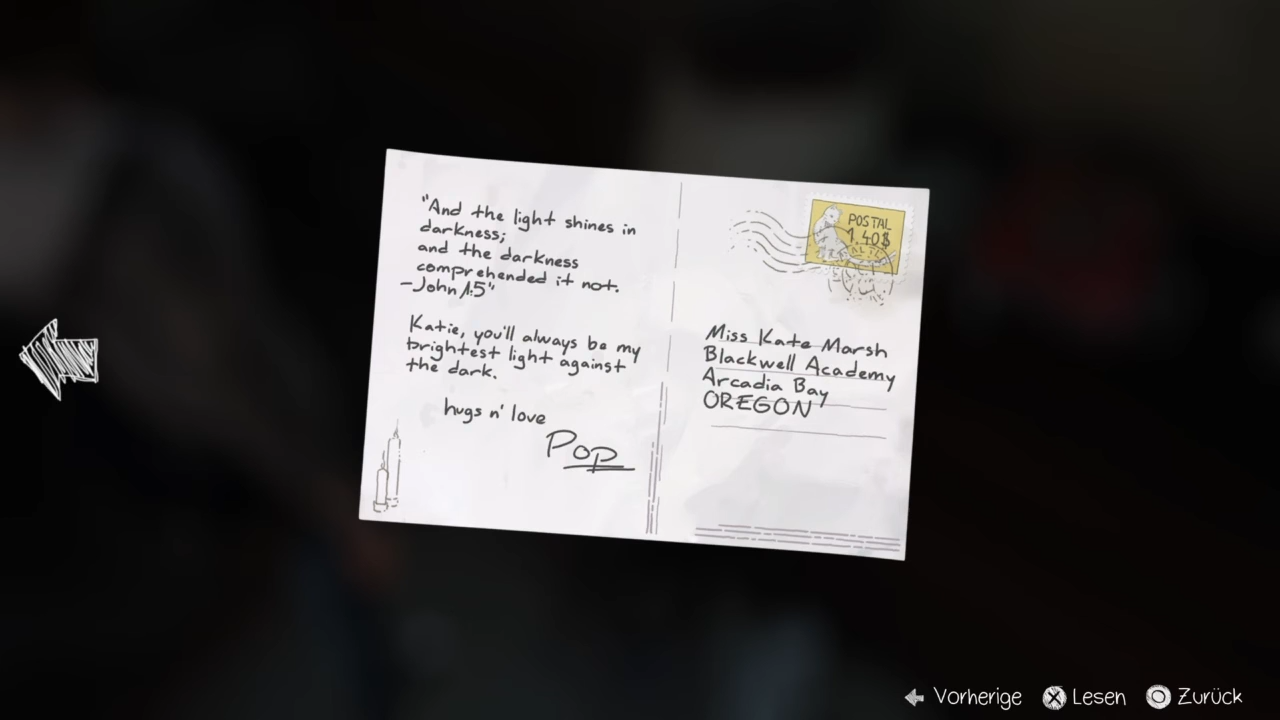 "And the light shines in
darkness;
and the darkness
comprehended it not.
-John 1:5"
Katie, you'll always be my
brightest light against
the dark.
hugs n' love
Pop
POSTAL
1.40$
Miss Kate Marsh
Blackwell Academy
Arcadia Bay
OREGON
Vorherige
Lesen
Zurück